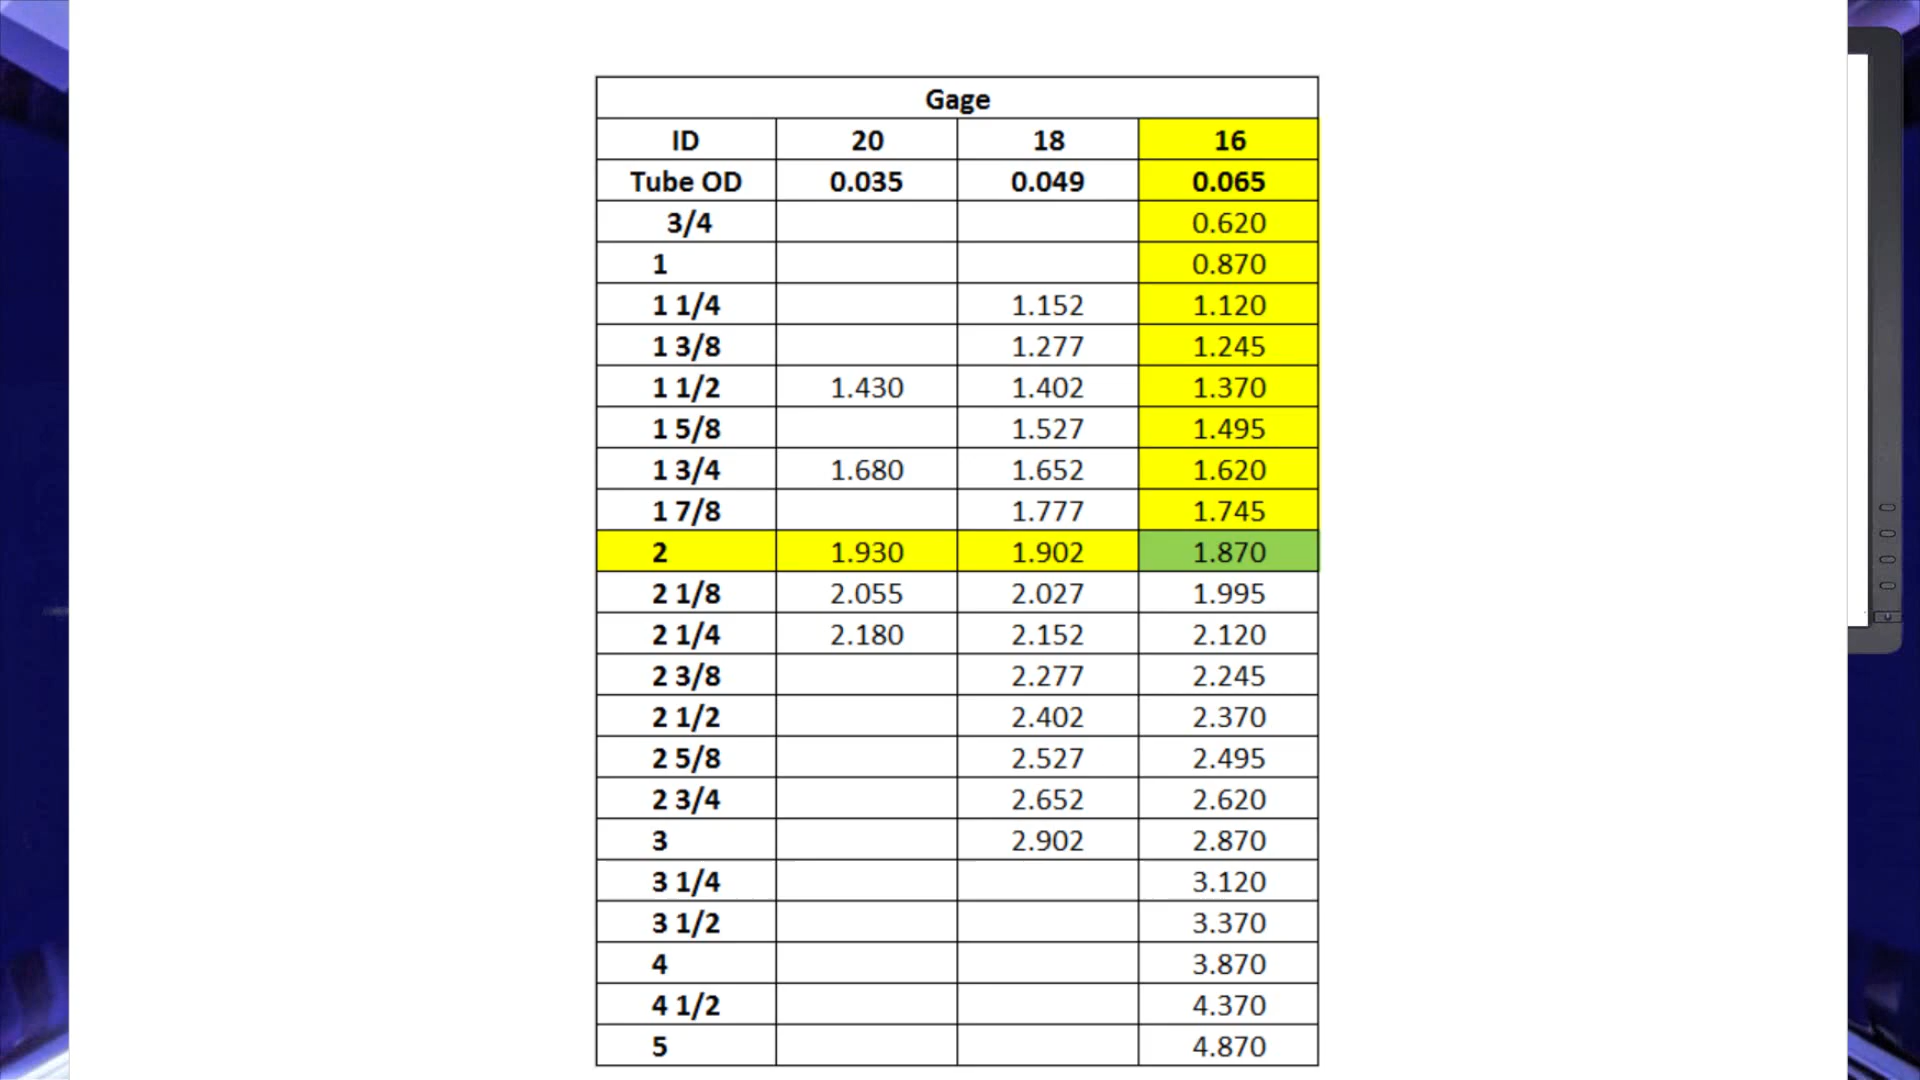 Gage
ID 20 18 16
Tube OD 0.035 0.049 0.065
3/4 0.620
1 0.870
1 1/4 1.152 1.120
1 3/8 1.277 1.245
1 1/2 1.430 1.402 1.370
1 5/8 1.527 1.495
1 3/4 1.680 1.652 1.620
1 7/8 1.777 1.745
2 1.930 1.902 1.870
2 1/8 2.055 2.027 1.995
2 1/4 2.180 2.152 2.120
2 3/8 2.277 2.245
2 1/2 2.402 2.370
2 5/8 2.527 2.495
2 3/4 2.652 2.620
3 2.902 2.870
3 1/4 3.120
3 1/2 3.370
4 3.870
4 1/2 4.370
5 4.870